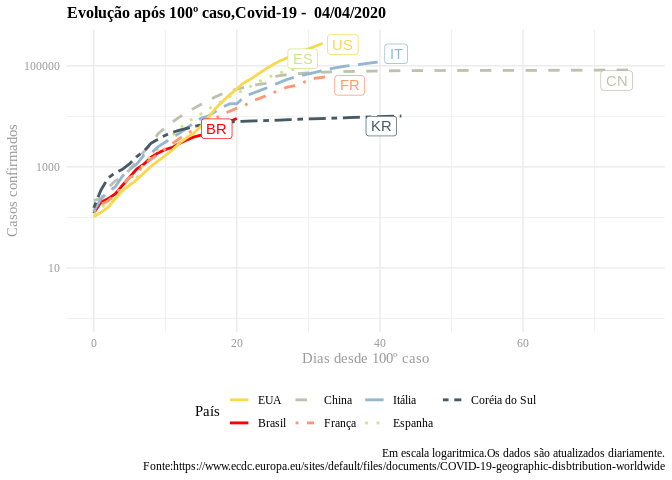 Evolução após 100º caso,Covid-19 -  04/04/2020
Casos confirmados
100000
1000
10
US
ES
IT
FR
CN
BR
KR
0
20
40
60
Dias desde 100º caso
País
EUA
China
Itália
Coréia do Sul
Brasil
França
Espanha
Em escala logaritmica.Os dados são atualizados diariamente.
Fonte:https://www.ecdc.europa.eu/sites/default/files/documents/COVID-19-geographic-disbtribution-worldwide